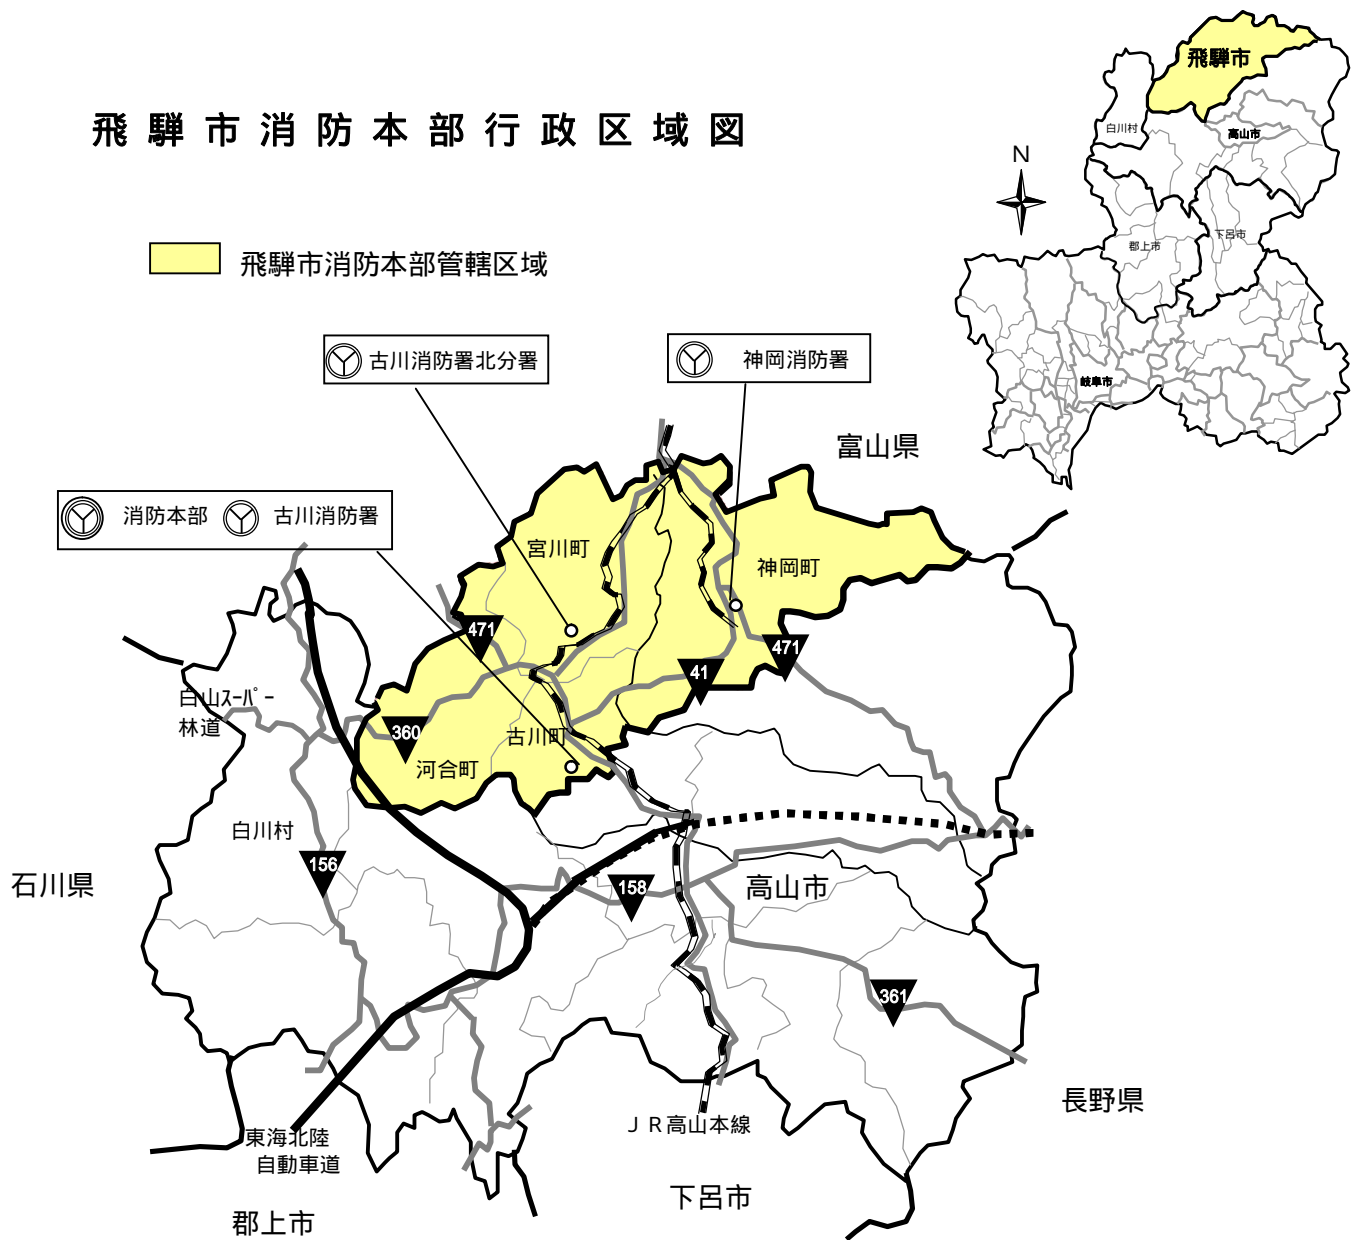 飛騨市消防本部行政区域図
飛騨市消防本部管轄区域
飛騨市
白川村
高山市
N
郡上市
下呂市
岐阜市
古川消防署北分署
神岡消防署
富山県
消防本部 古川消防署
宮川町
神岡町
471
471
41
白山ｽｰﾊﾟｰ
林道
360
古川町
河合町
白川村
156
石川県
158
高山市
361
長野県
ＪＲ高山本線
東海北陸
自動車道
下呂市
郡上市